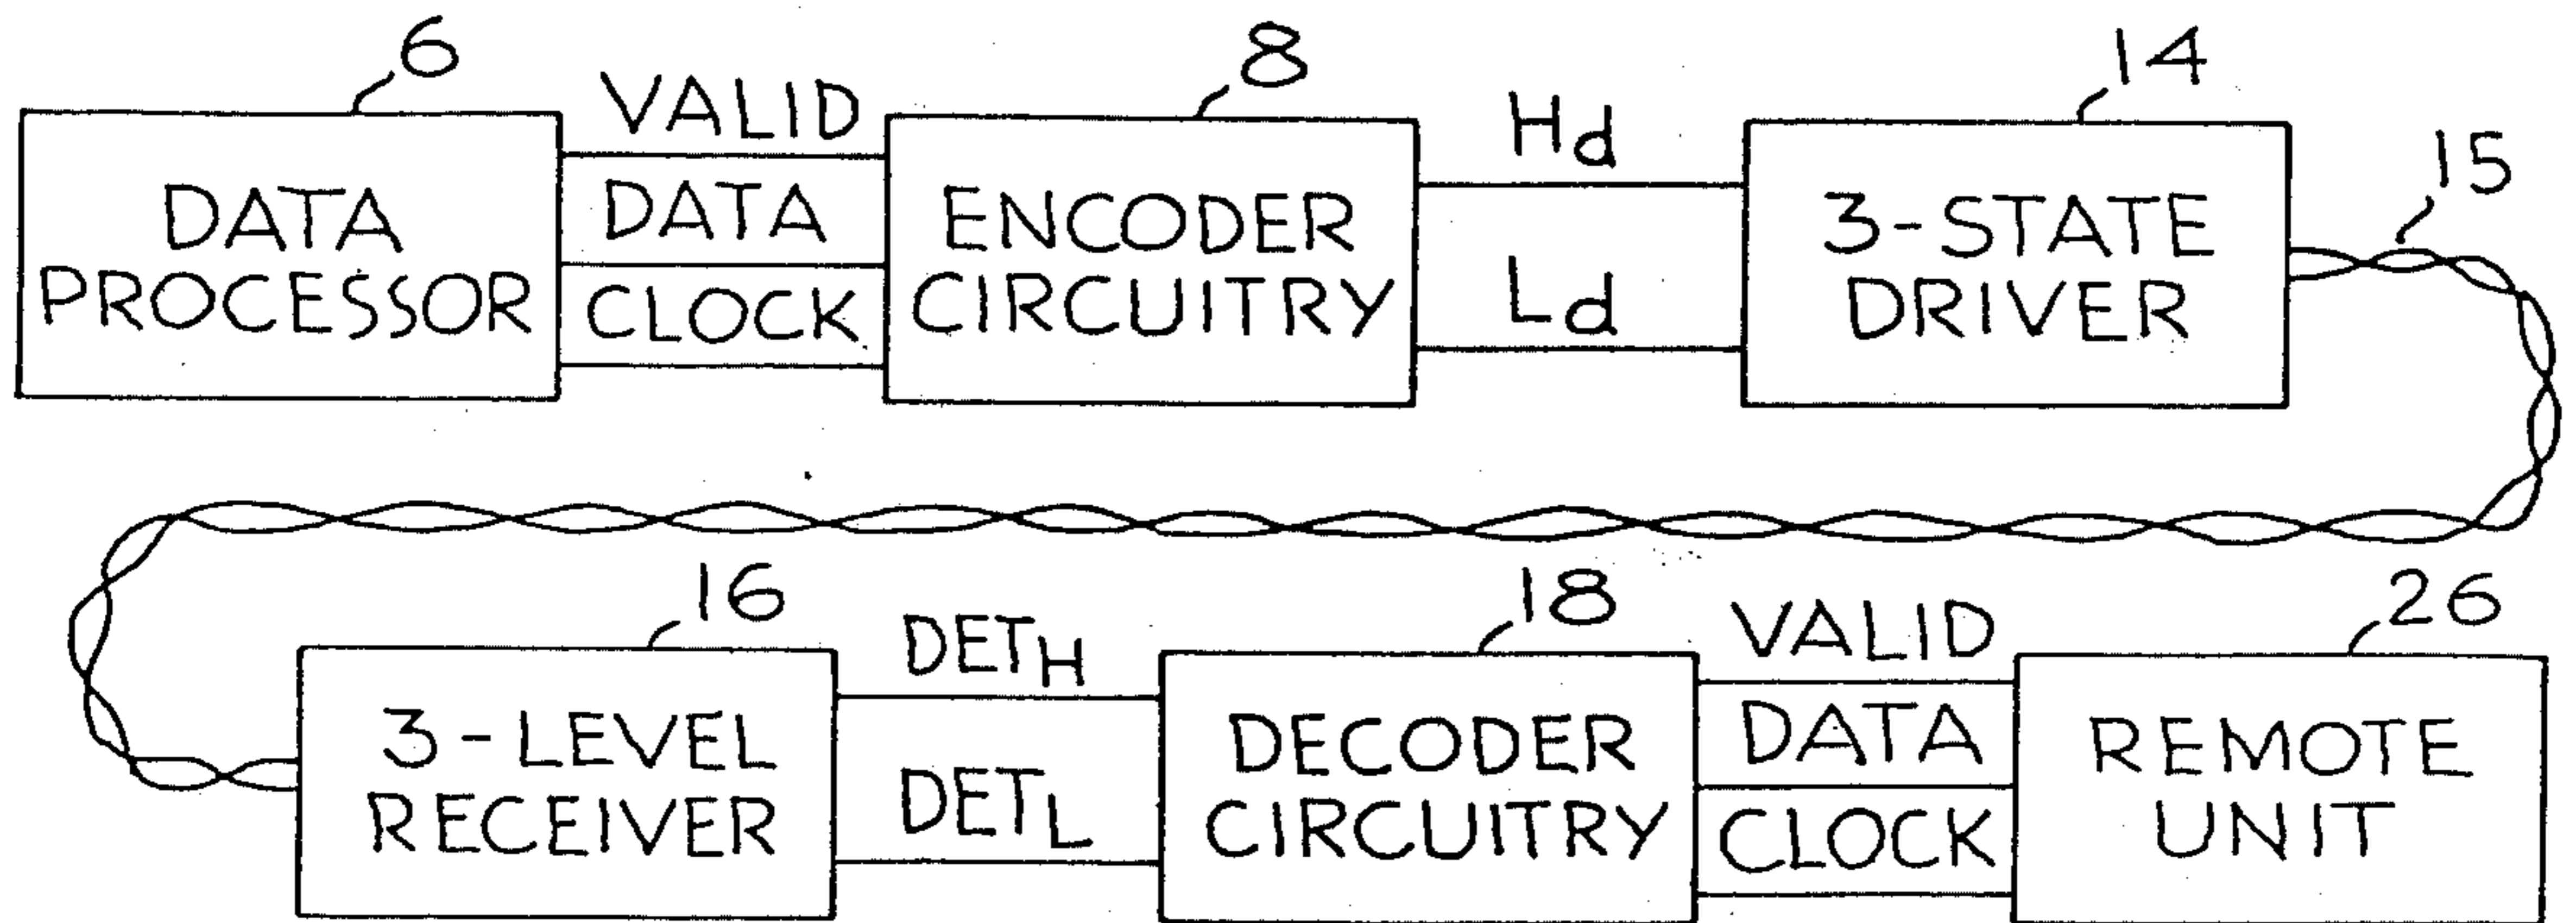 6
8
14
15
VALID
DATA
CLOCK
DATA
PROCESSOR
ENCODER
CIRCUITRY
Hd
Ld
3-STATE
DRIVER
16
18
26
DETH
DETL
VALID
DATA
CLOCK
3-LEVEL
RECEIVER
DECODER
CIRCUITRY
REMOTE
UNIT